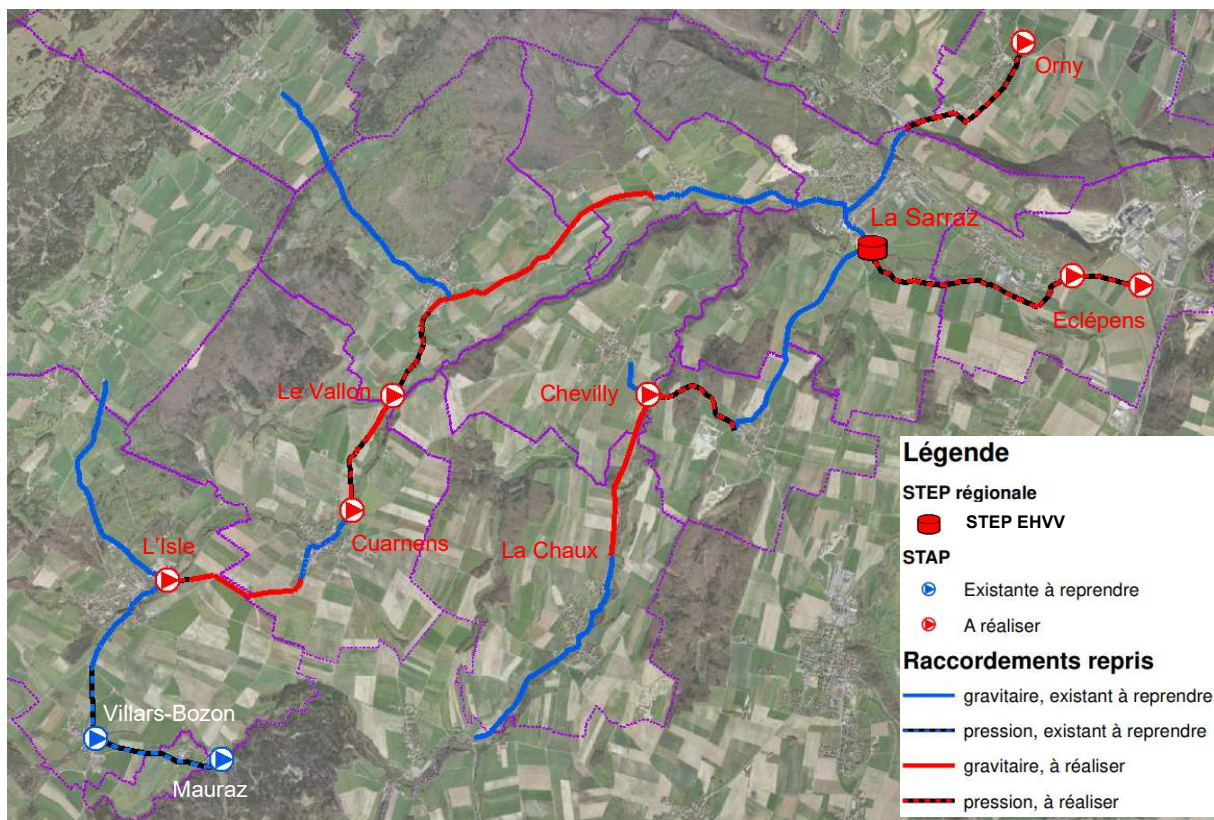 Orny
La Sarraz
Eclépens
Le Vallon
Chevilly
L'Isle
Cuarnens
La Chaux
Villars-Bozon
Mauraz
Légende
STEP régionale
STEP EHVV
STAP
Existante à reprendre
A réaliser
Raccordements repris
gravitaire, existant à reprendre
pression, existant à reprendre
gravitaire, à réaliser
pression, à réaliser